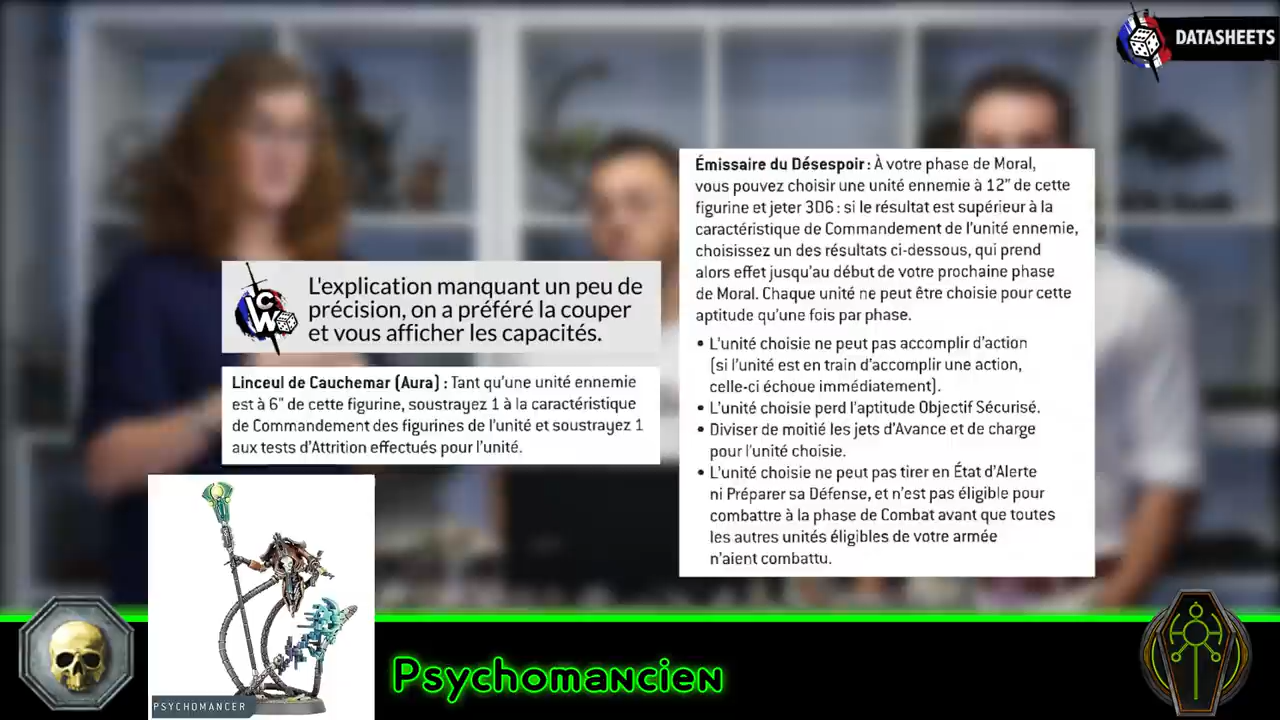 DATASHEETS
L'explication manquant un peu de
précision, on a préféré la couper
et vous afficher les capacités.
CW
Linceul de Cauchemar (Aura) : Tant qu'une unité ennemie
est à 6" de cette figurine, soustrayez 1 à la caractéristique
de Commandement des figurines de l'unité et soustrayez 1
aux tests d'Attrition effectués pour l'unité.
Émissaire du Désespoir : À votre phase de Moral,
vous pouvez choisir une unité ennemie à 12" de cette
figurine et jeter 3D6 : si le résultat est supérieur à la
caractéristique de Commandement de l'unité ennemie,
choisissez un des résultats ci-dessous, qui prend
alors effet jusqu'au début de votre prochaine phase
de Moral. Chaque unité ne peut être choisie pour cette
aptitude qu'une fois par phase.
• L'unité choisie ne peut pas accomplir d'action
(si l'unité est en train d'accomplir une action,
celle-ci échoue immédiatement).
• L'unité choisie perd l'aptitude Objectif Sécurisé.
• Diviser de moitié les jets d'Avance et de charge
pour l'unité choisie.
• L'unité choisie ne peut pas tirer en État d'Alerte
ni Préparer sa Défense, et n'est pas éligible pour
combattre à la phase de Combat avant que toutes
les autres unités éligibles de votre armée
n'aient combattu.
PSYCHOMANCER
Psychomancien